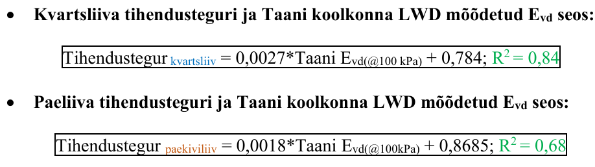 • Kvartsliiva tihendusteguri ja Taani koolkonna LWD mõõdetud Evd seos:
Tihendustegur kvartsliiv = 0,0027*Taani Evd(@100 kPa) + 0,784; R² = 0,84
• Paeliiva tihendusteguri ja Taani koolkonna LWD mõõdetud Evd seos:
Tihendustegur paekiviliiv = 0,0018*Taani Evd(@100kPa) + 0,8685; R² = 0,68